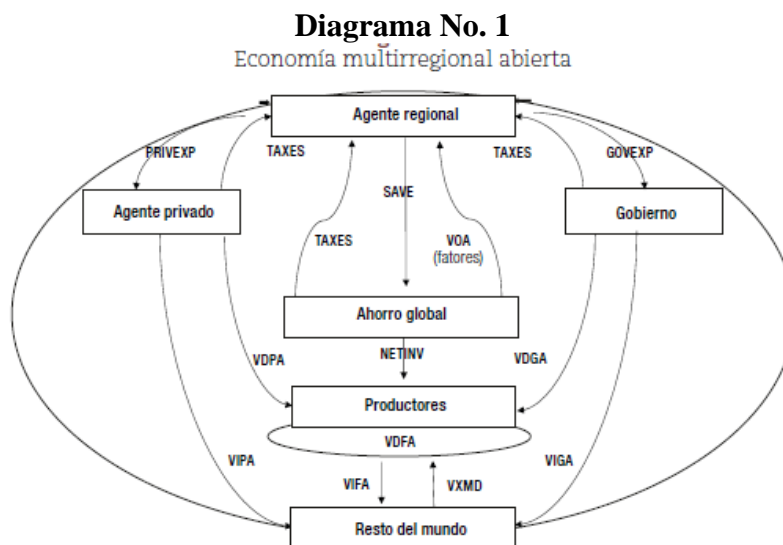 Diagrama No. 1
Economía multirregional abierta
Agente regional
PRIVEXP
TAXES
TAXES
GOVEXP
SAVE
Agente privado
Gobierno
TAXES
VOA
(fatores)
Ahorro global
NETINV
VDPA
VDGA
Productores
VDFA
VIPA
VIFA
VXMD
VIGA
Resto del mundo